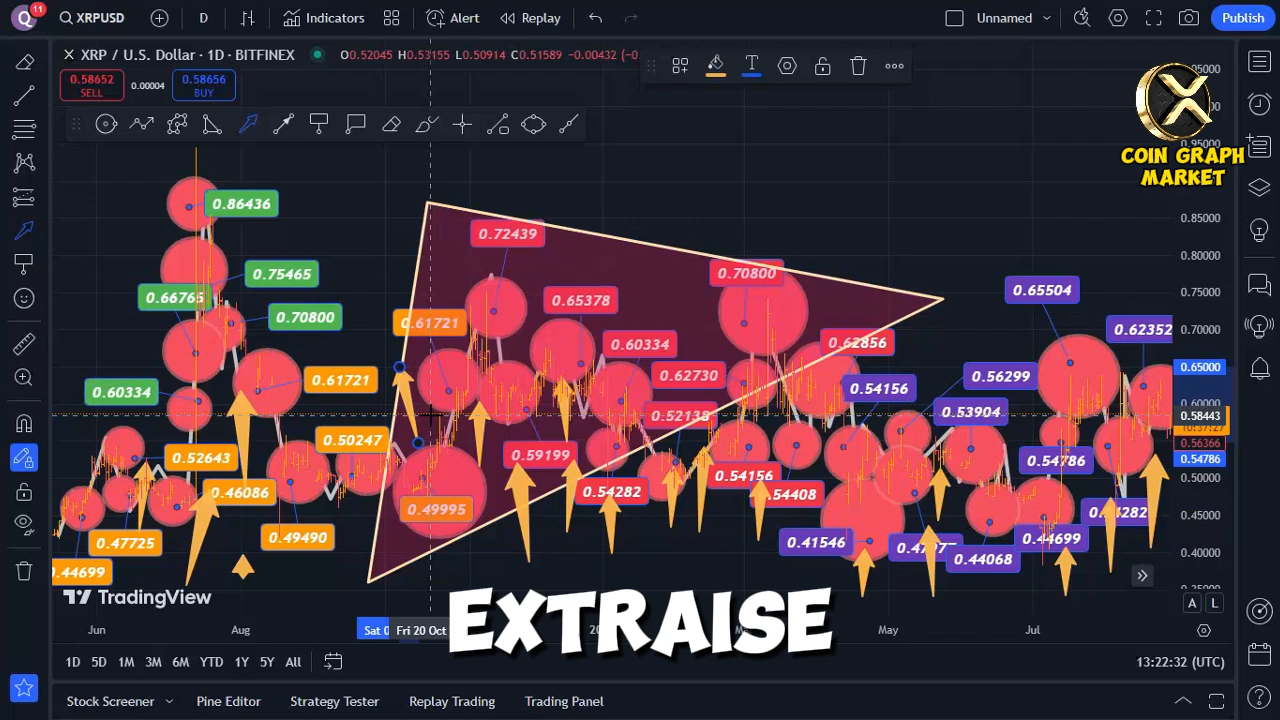 Q
11
XRPUSD
D
Indicators
Alert
Replay
Unnamed
Publish
XRP / U.S. Dollar · 1D · BITFINEX
O0.52045 H0.53155 L0.50914 C0.51589 −0.00432
0.58652
SELL
0.00004
0.58656
BUY
T
X
COIN GRAPH
MARKET
0.95000
0.85000
0.80000
0.75000
0.70000
0.65000
0.60000
0.58443
0.56366
0.54786
0.50000
0.45000
0.40000
0.86436
0.75465
0.66765
0.70800
0.60334
0.61721
0.52643
0.50247
0.46086
0.47725
0.49490
0.44699
0.61721
0.72439
0.65378
0.60334
0.70800
0.62730
0.62856
0.52138
0.59199
0.49995
0.54282
0.54156
0.54408
0.54156
0.56299
0.53904
0.41546
0.44068
0.44699
0.54786
0.65504
0.62352
TradingView
EXTRAISE
A
L
Jun
Aug
Fri 20 Oct
May
Jul
1D
5D
1M
3M
6M
YTD
1Y
5Y
All
13:22:32 (UTC)
Stock Screener
Pine Editor
Strategy Tester
Replay Trading
Trading Panel